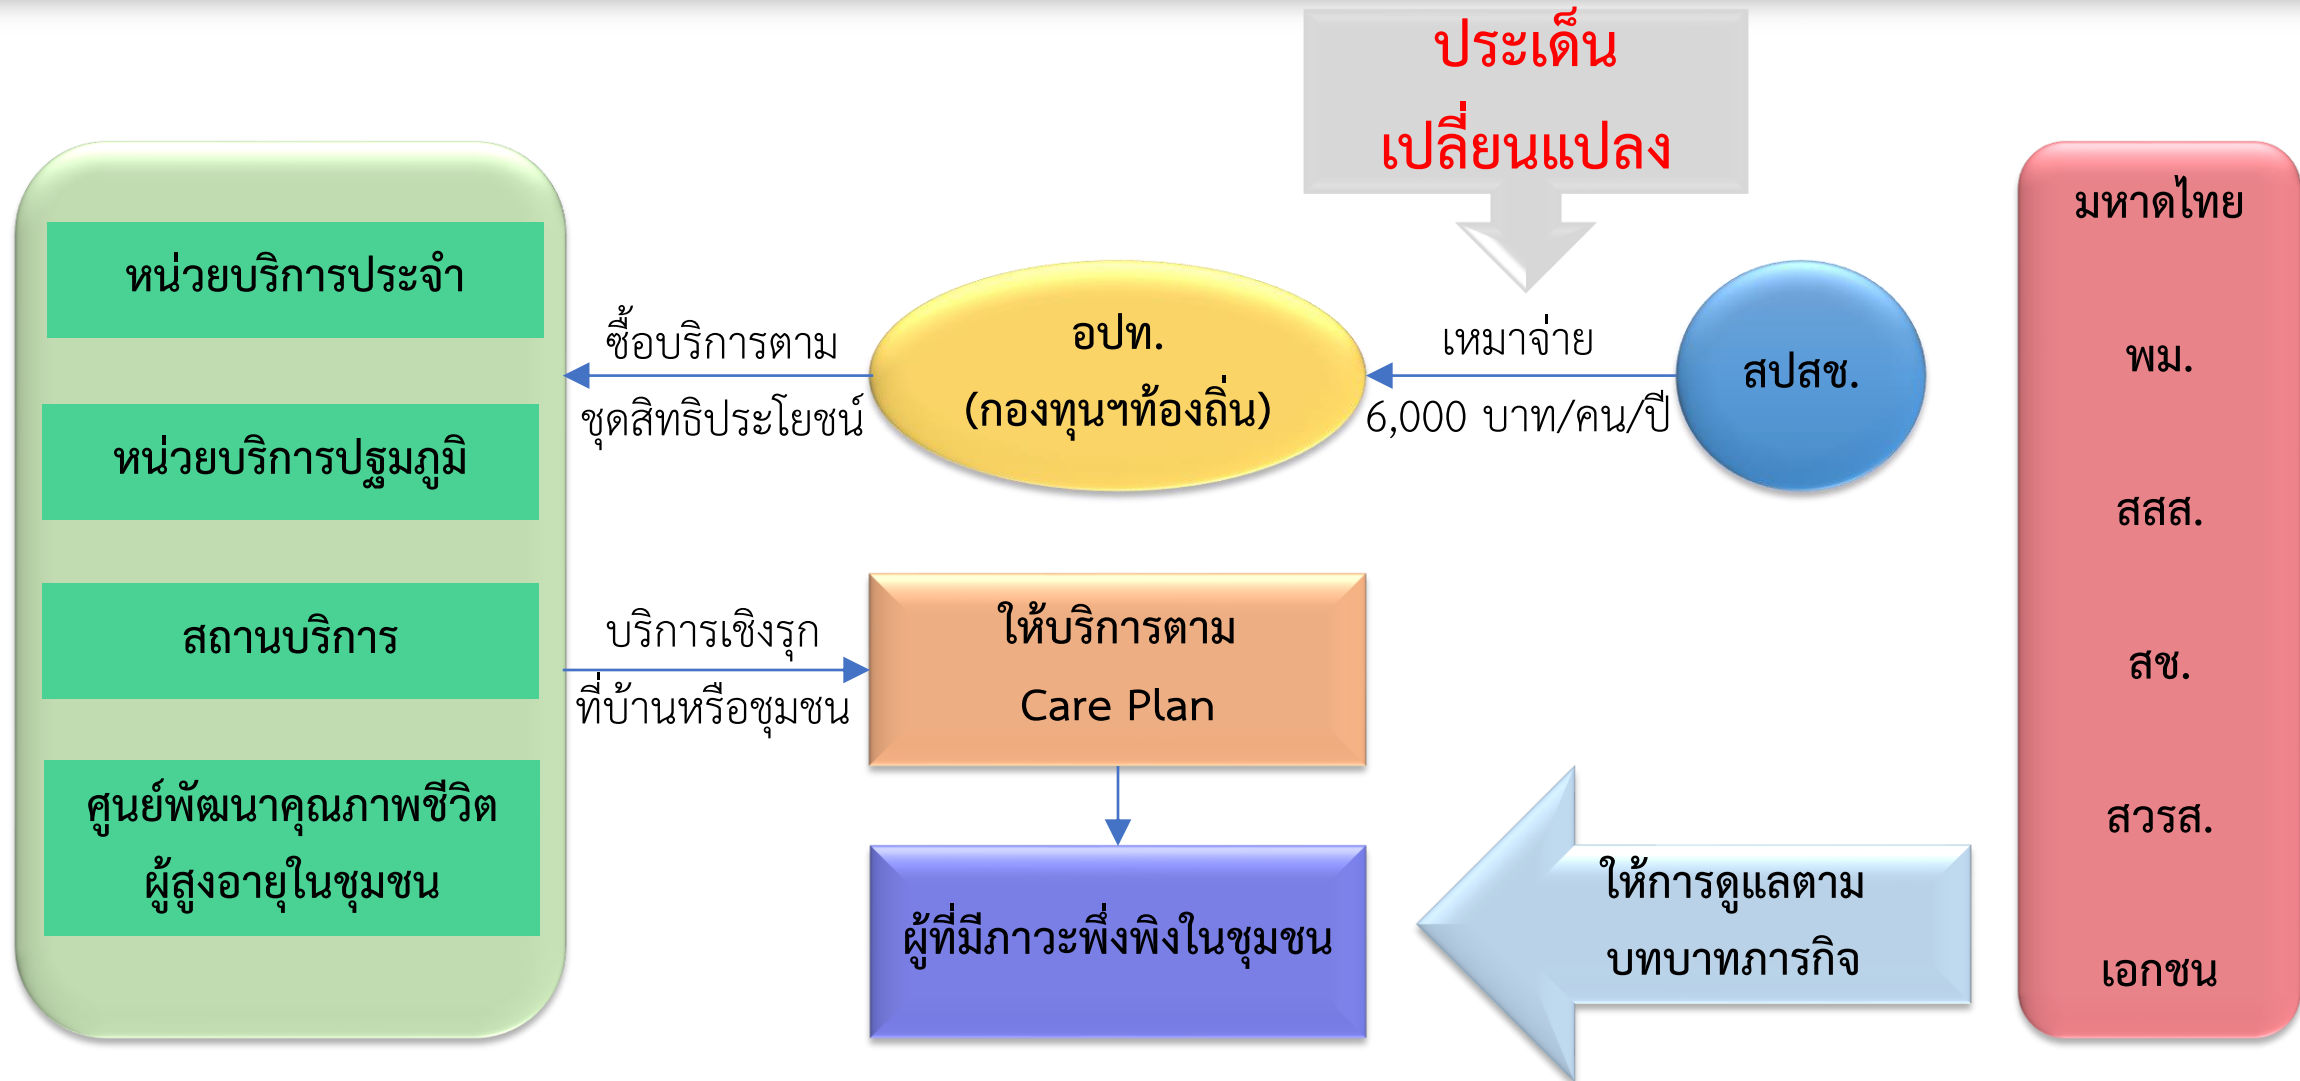 ประเด็น
เปลี่ยนแปลง
หน่วยบริการประจำ
หน่วยบริการปฐมภูมิ
สถานบริการ
ศูนย์พัฒนาคุณภาพชีวิต
ผู้สูงอายุในชุมชน
ซื้อบริการตาม
ชุดสิทธิประโยชน์
อปท.
(กองทุนฯท้องถิ่น)
เหมาจ่าย
6,000 บาท/คน/ปี
สปสช.
บริการเชิงรุก
ที่บ้านหรือชุมชน
ให้บริการตาม
Care Plan
ผู้ที่มีภาวะพึ่งพิงในชุมชน
ให้การดูแลตาม
บทบาทภารกิจ
มหาดไทย
พม.
สสส.
สช.
สวรส.
เอกชน